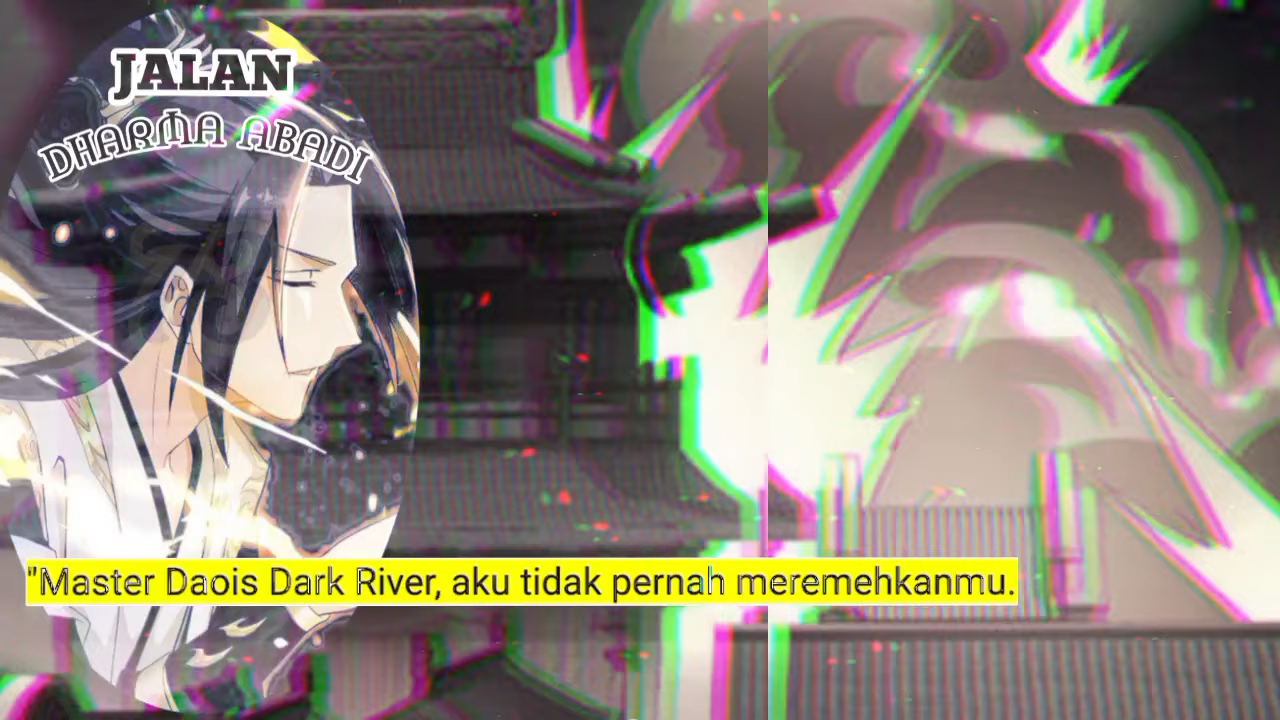 JALAN
DHARMA ABADI
"Master Daois Dark River, aku tidak pernah meremehkanmu.